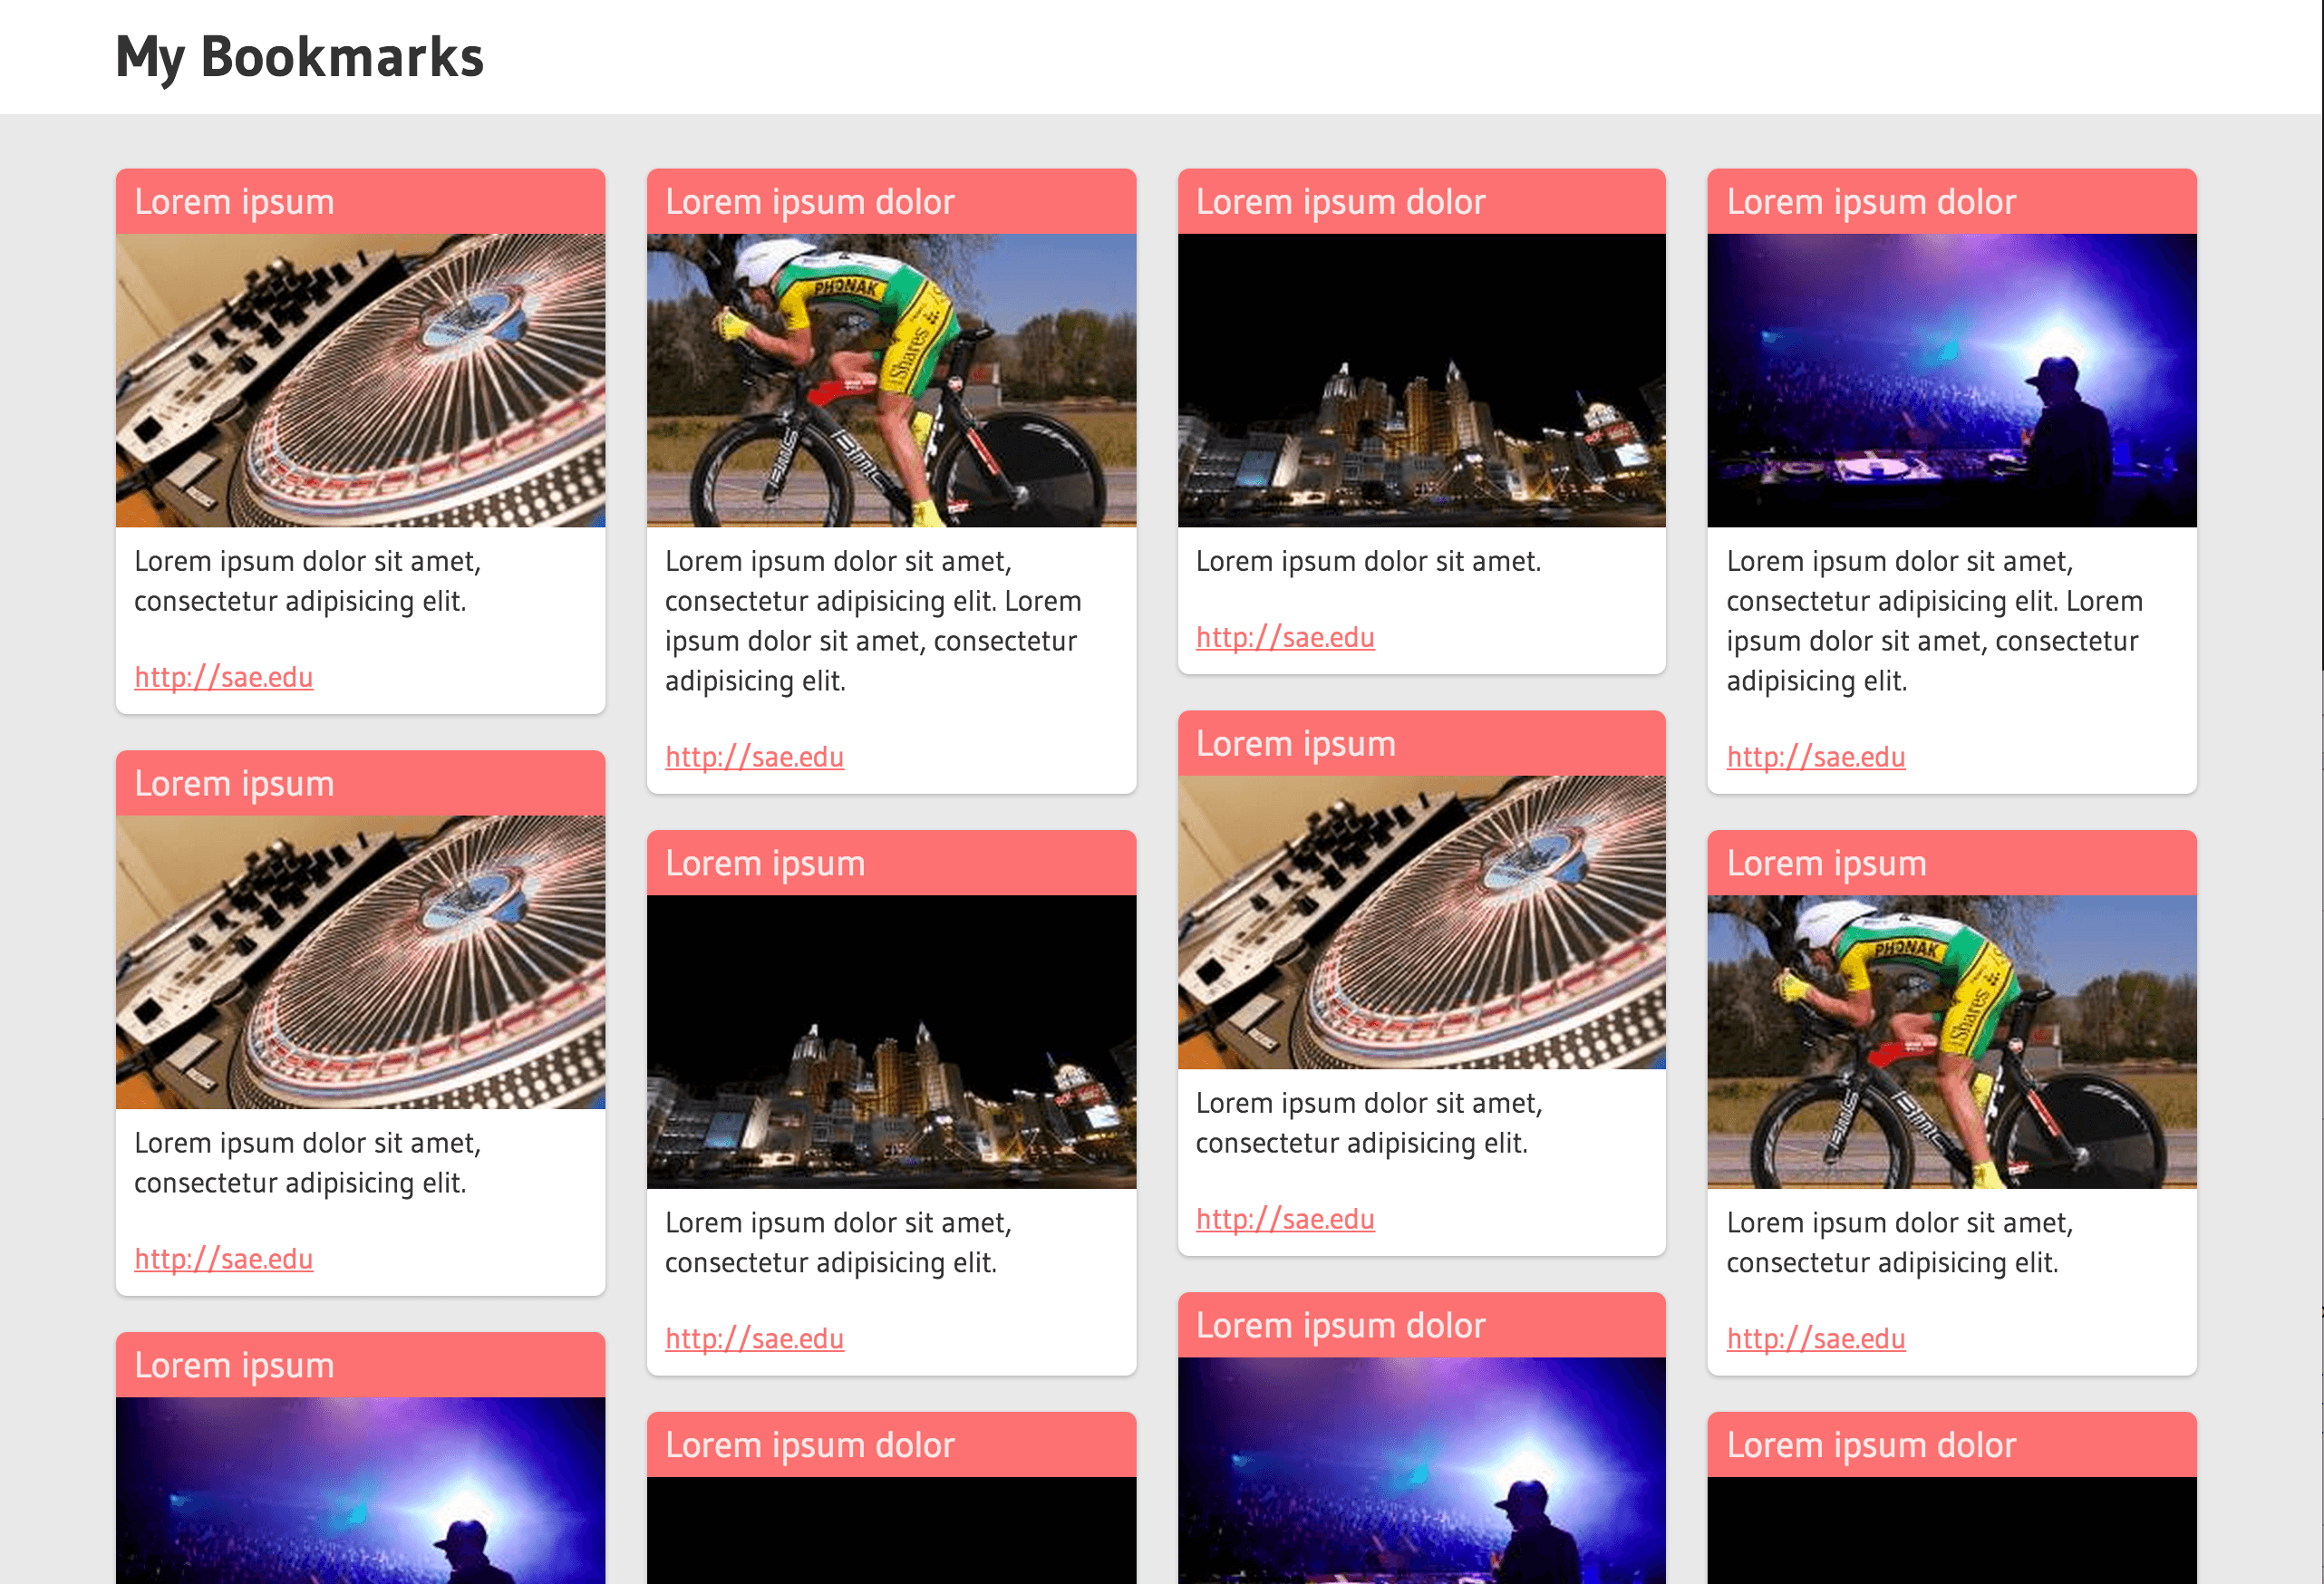 My Bookmarks
Lorem ipsum
Lorem ipsum dolor sit amet,
consectetur adipisicing elit.
http://sae.edu
Lorem ipsum
Lorem ipsum dolor sit amet,
consectetur adipisicing elit.
http://sae.edu
Lorem ipsum
Lorem ipsum dolor
PHONAK
iShares
BMC
Lorem ipsum dolor sit amet,
consectetur adipisicing elit. Lorem
ipsum dolor sit amet, consectetur
adipisicing elit.
http://sae.edu
Lorem ipsum
Lorem ipsum dolor sit amet,
consectetur adipisicing elit.
http://sae.edu
Lorem ipsum dolor
Lorem ipsum dolor
Lorem ipsum dolor sit amet.
http://sae.edu
Lorem ipsum
Lorem ipsum dolor sit amet,
consectetur adipisicing elit.
http://sae.edu
Lorem ipsum dolor
Lorem ipsum dolor
Lorem ipsum dolor sit amet,
consectetur adipisicing elit. Lorem
ipsum dolor sit amet, consectetur
adipisicing elit.
http://sae.edu
Lorem ipsum
PHONAK
iShares
BMC
Lorem ipsum dolor sit amet,
consectetur adipisicing elit.
http://sae.edu
Lorem ipsum dolor